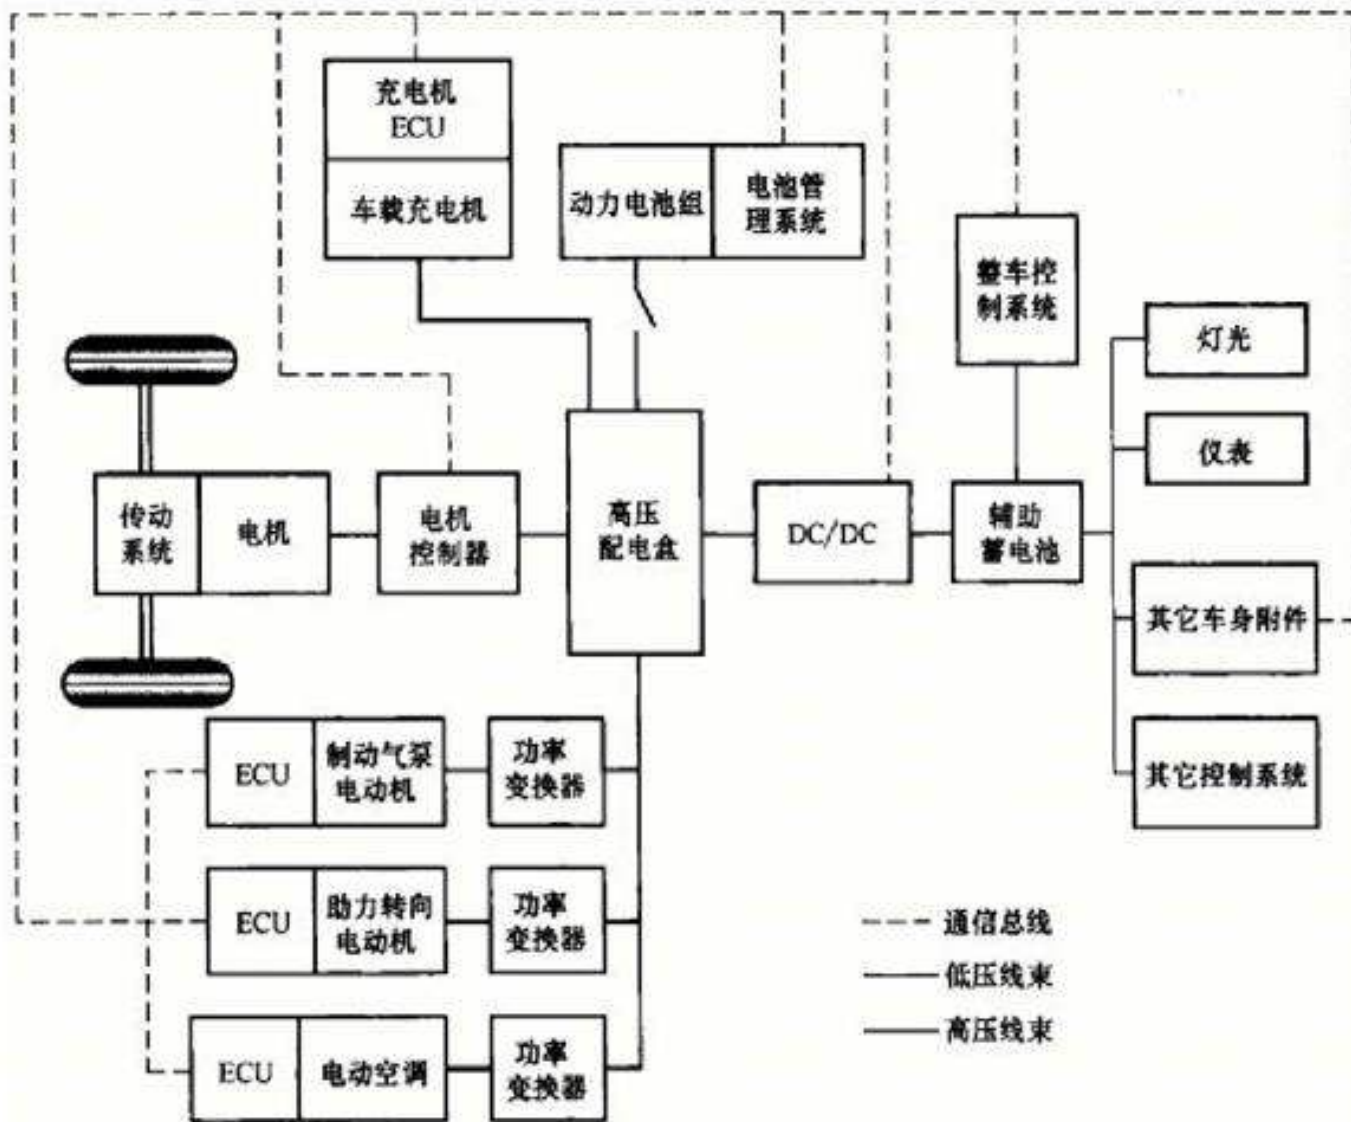 充电机
ECU
车载充电机
动力电池组
电池管
理系统
整车控
制系统
灯光
仪表
传动
系统
电机
电机
控制器
高压
配电盒
DC/DC
辅助
蓄电池
其它车身附件
其它控制系统
ECU
制动气泵
电动机
功率
变换器
ECU
助力转向
电动机
功率
变换器
ECU
电动空调
功率
变换器
通信总线
低压线束
高压线束